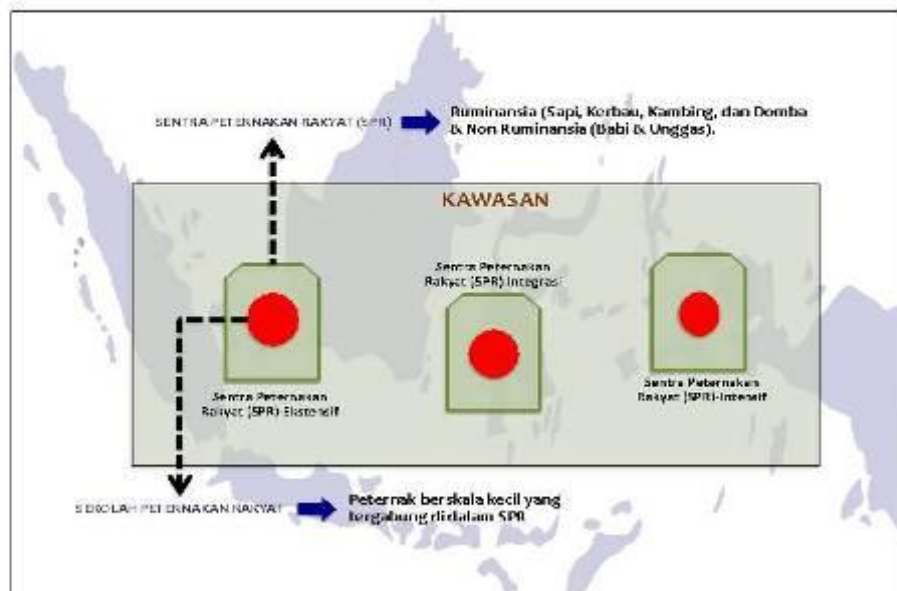 SENTRA PETERNAKAN RAKYAT (SPR)
Ruminansia (Sapi, Kerbau, Kambing, dan Domba
& Non Ruminansia (Babi & Unggas).
KAWASAN
Sentra Peternakan
Rakyat (SPR)-Integrasi
Sentra Peternakan
Rakyat (SPR)-Ekstensif
Sentra Peternakan
Rakyat (SPR)-Intensif
SEKOLAH PETERNAKAN RAKYAT
Peternak berskala kecil yang
tergabung didalam SPR